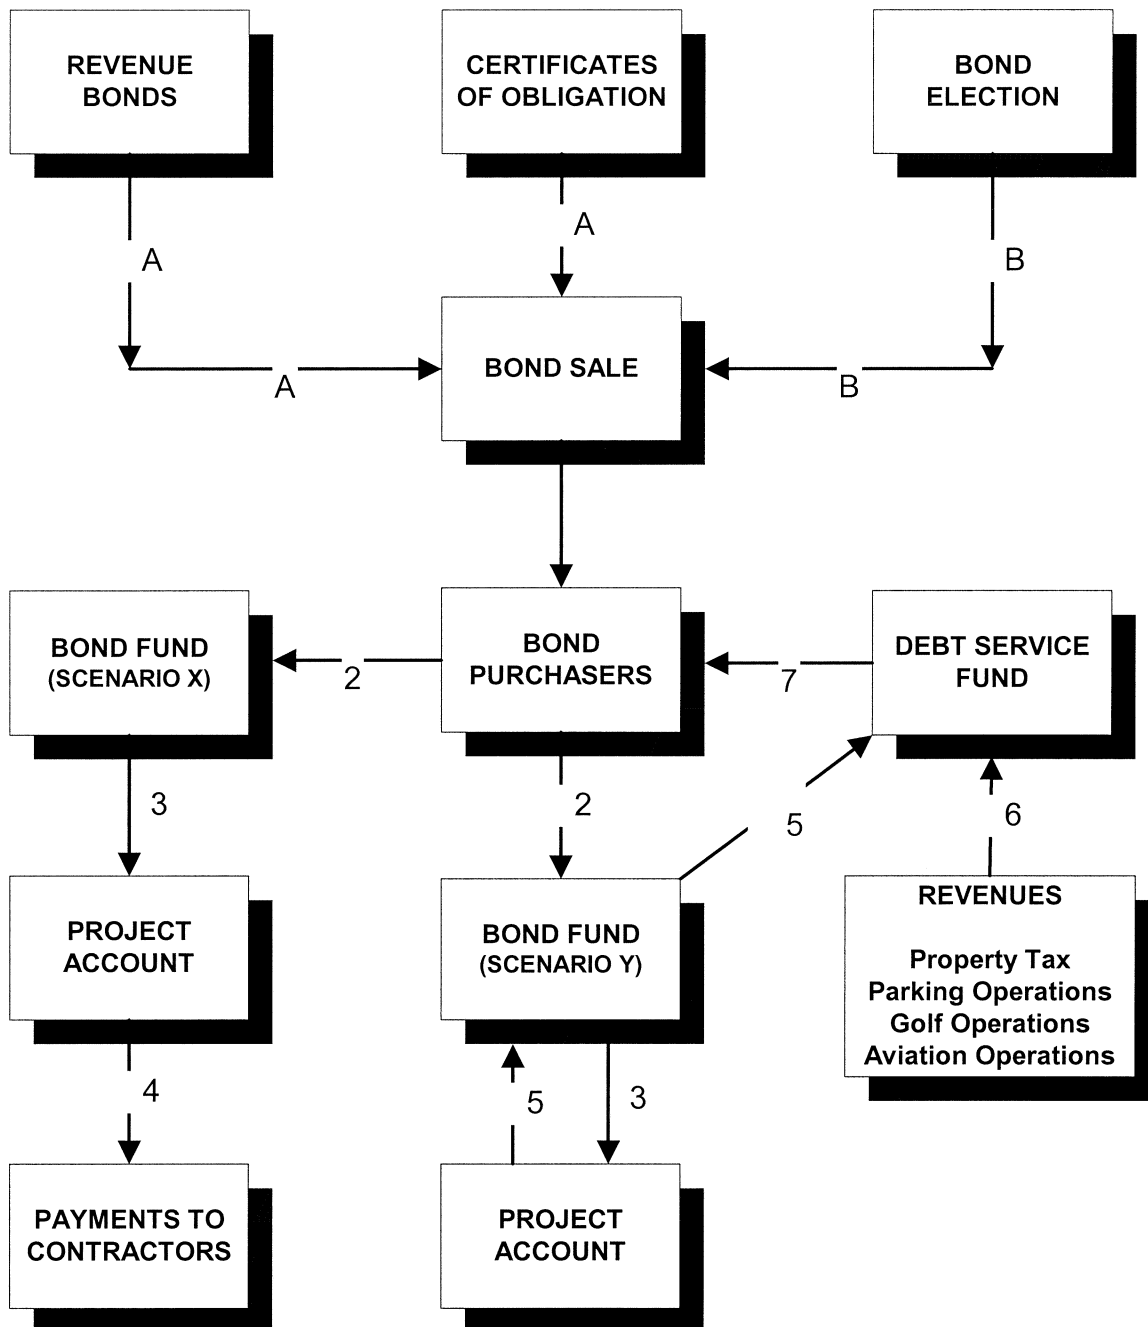 REVENUE
BONDS
CERTIFICATES
OF OBLIGATION
BOND
ELECTION
A
A
B
A
B
BOND SALE
BOND FUND
(SCENARIO X)
2
BOND
PURCHASERS
7
DEBT SERVICE
FUND
3
2
5
6
PROJECT
ACCOUNT
BOND FUND
(SCENARIO Y)
REVENUES
Property Tax
Parking Operations
Golf Operations
Aviation Operations
4
5
3
PAYMENTS TO
CONTRACTORS
PROJECT
ACCOUNT